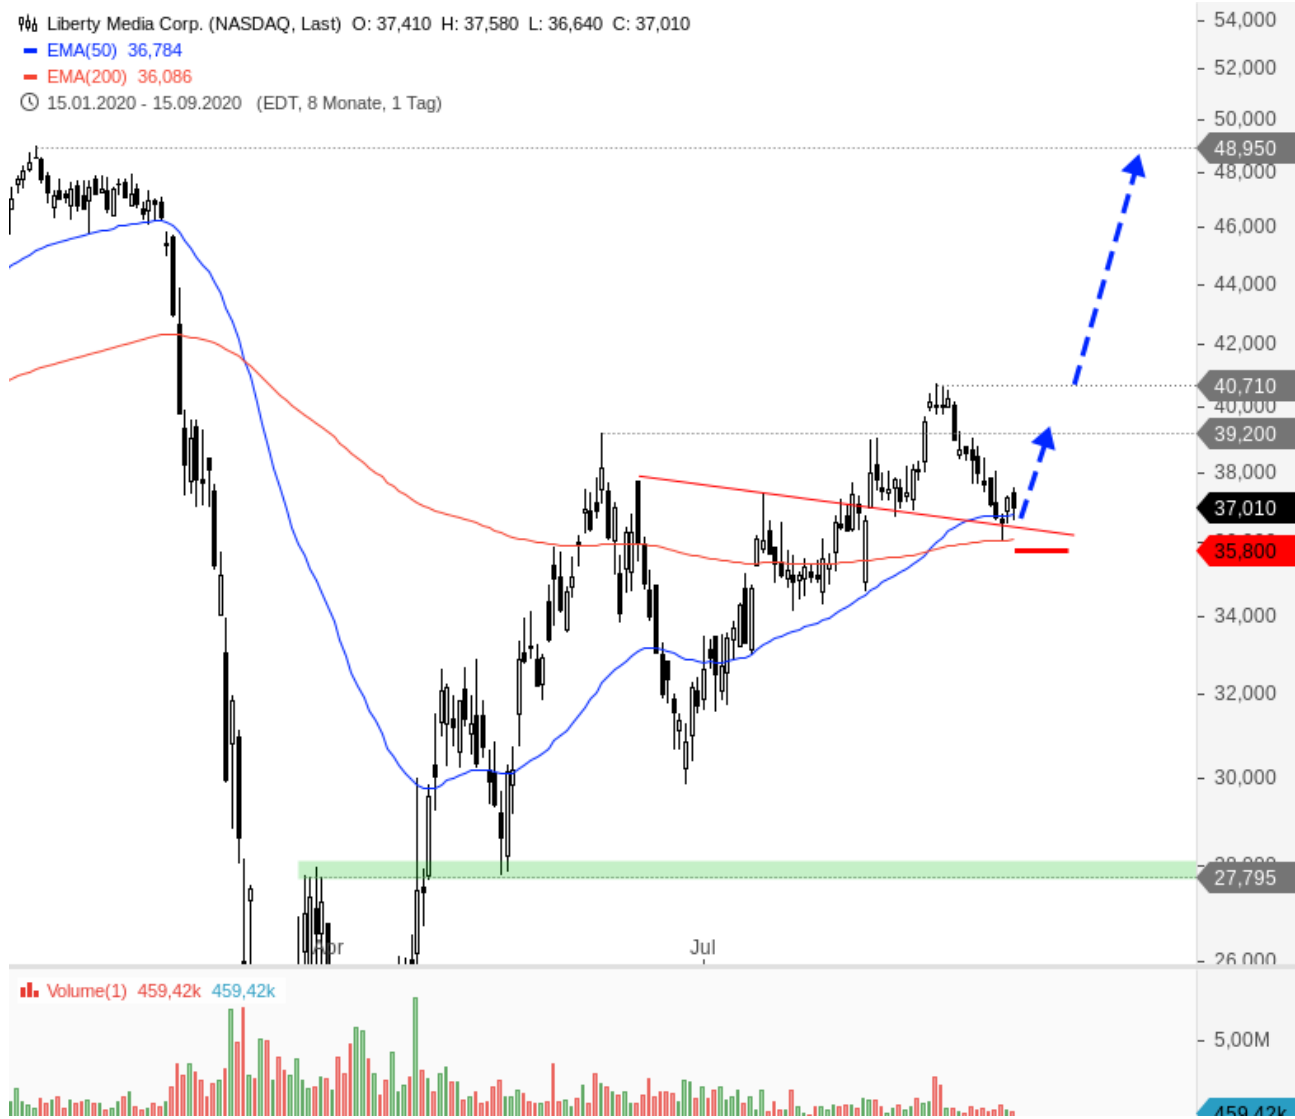 Liberty Media Corp. (NASDAQ, Last) O: 37,410 H: 37,580 L: 36,640 C: 37,010
EMA(50) 36,784
EMA(200) 36,086
15.01.2020 - 15.09.2020 (EDT, 8 Monate, 1 Tag)
54,000
52,000
50,000
48,950
48,000
46,000
44,000
42,000
40,710
40,000
39,200
38,000
37,010
35,800
34,000
32,000
30,000
27,795
26,000
Apr Jul
Volume(1) 459,42k 459,42k
5,00M
459,42k